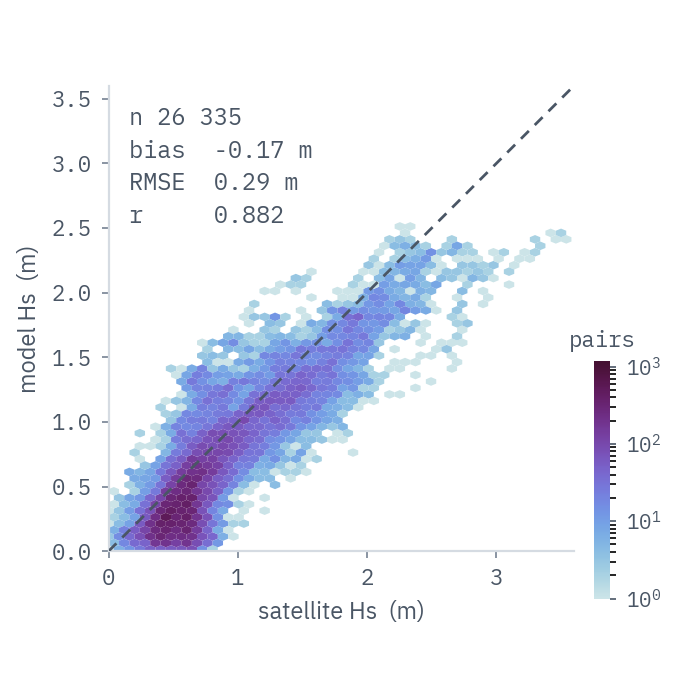 n 26 335
bias -0.17 m
RMSE 0.29 m
r 0.882
3.5
3.0
2.5
2.0
1.5
1.0
0.5
0.0
model Hs (m)
0 1 2 3
satellite Hs (m)
pairs
10³
10²
10¹
10⁰